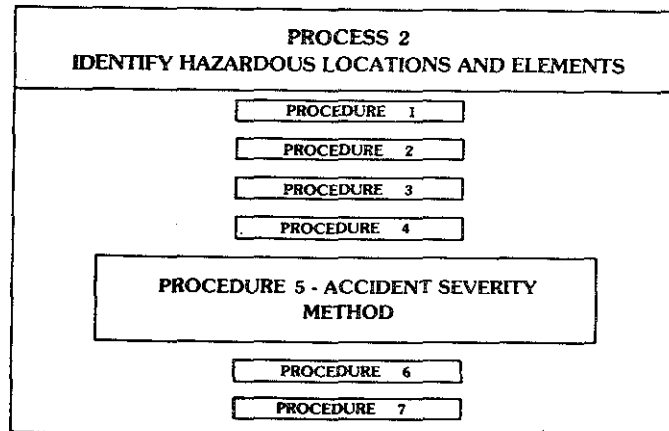 PROCESS 2
IDENTIFY HAZARDOUS LOCATIONS AND ELEMENTS
PROCEDURE 1
PROCEDURE 2
PROCEDURE 3
PROCEDURE 4
PROCEDURE 5 - ACCIDENT SEVERITY
METHOD
PROCEDURE 6
PROCEDURE 7